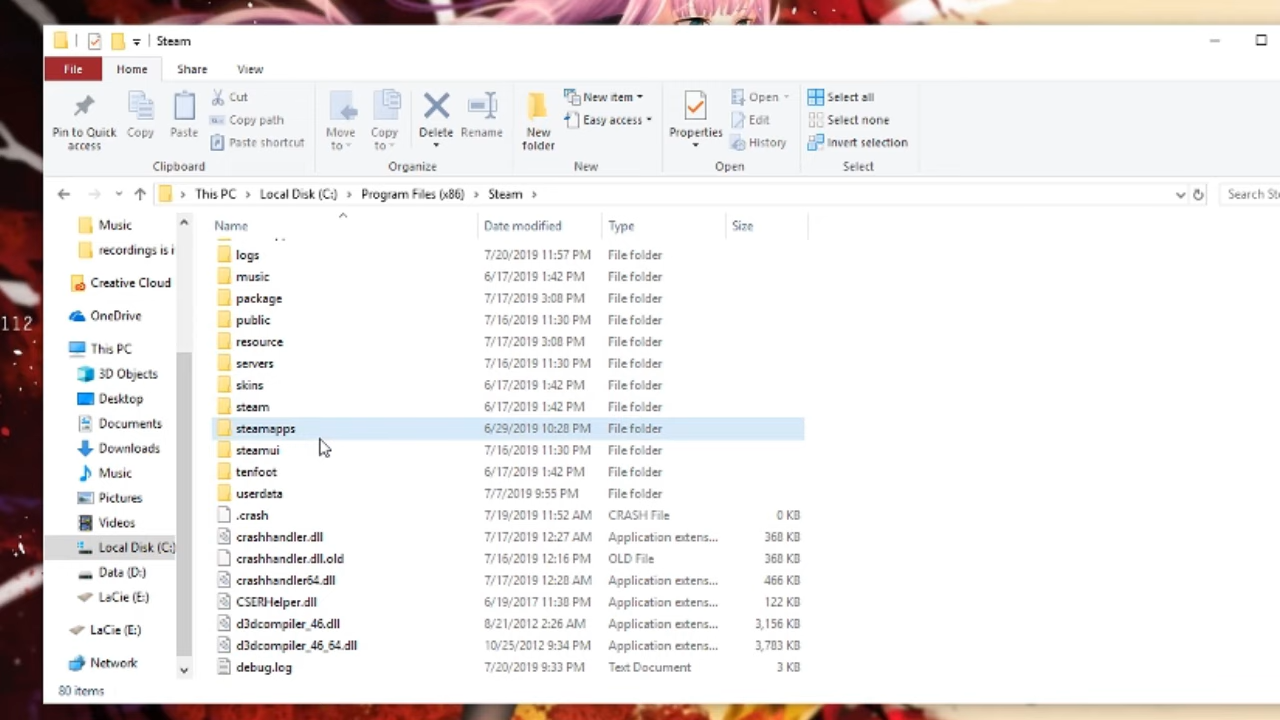 Steam
File Home Share View
Pin to Quick access
Copy
Paste
Cut
Copy path
Paste shortcut
Clipboard
Move to
Copy to
Delete
Rename
Organize
New folder
New item
Easy access
New
Properties
Open
Edit
History
Open
Select all
Select none
Invert selection
Select
This PC > Local Disk (C:) > Program Files (x86) > Steam >
Search Ste
Name Date modified Type Size
Music
recordings is i
Creative Cloud
OneDrive
This PC
3D Objects
Desktop
Documents
Downloads
Music
Pictures
Videos
Local Disk (C:)
Data (D:)
LaCie (E:)
LaCie (E:)
Network
112
logs 7/20/2019 11:57 PM File folder
music 6/17/2019 1:42 PM File folder
package 7/17/2019 3:08 PM File folder
public 7/16/2019 11:30 PM File folder
resource 7/17/2019 3:08 PM File folder
servers 7/16/2019 11:30 PM File folder
skins 6/17/2019 1:42 PM File folder
steam 6/17/2019 1:42 PM File folder
steamapps 6/29/2019 10:28 PM File folder
steamui 7/16/2019 11:30 PM File folder
tenfoot 6/17/2019 1:42 PM File folder
userdata 7/7/2019 9:55 PM File folder
.crash 7/19/2019 11:52 AM CRASH File 0 KB
crashhandler.dll 7/17/2019 12:27 AM Application extens... 368 KB
crashhandler.dll.old 7/16/2019 12:16 PM OLD File 368 KB
crashhandler64.dll 7/17/2019 12:28 AM Application extens... 466 KB
CSERHelper.dll 6/19/2017 11:38 PM Application extens... 122 KB
d3dcompiler_46.dll 8/21/2012 2:26 AM Application extens... 3,156 KB
d3dcompiler_46_64.dll 10/25/2012 9:34 PM Application extens... 3,783 KB
debug.log 7/20/2019 9:33 PM Text Document 3 KB
80 items